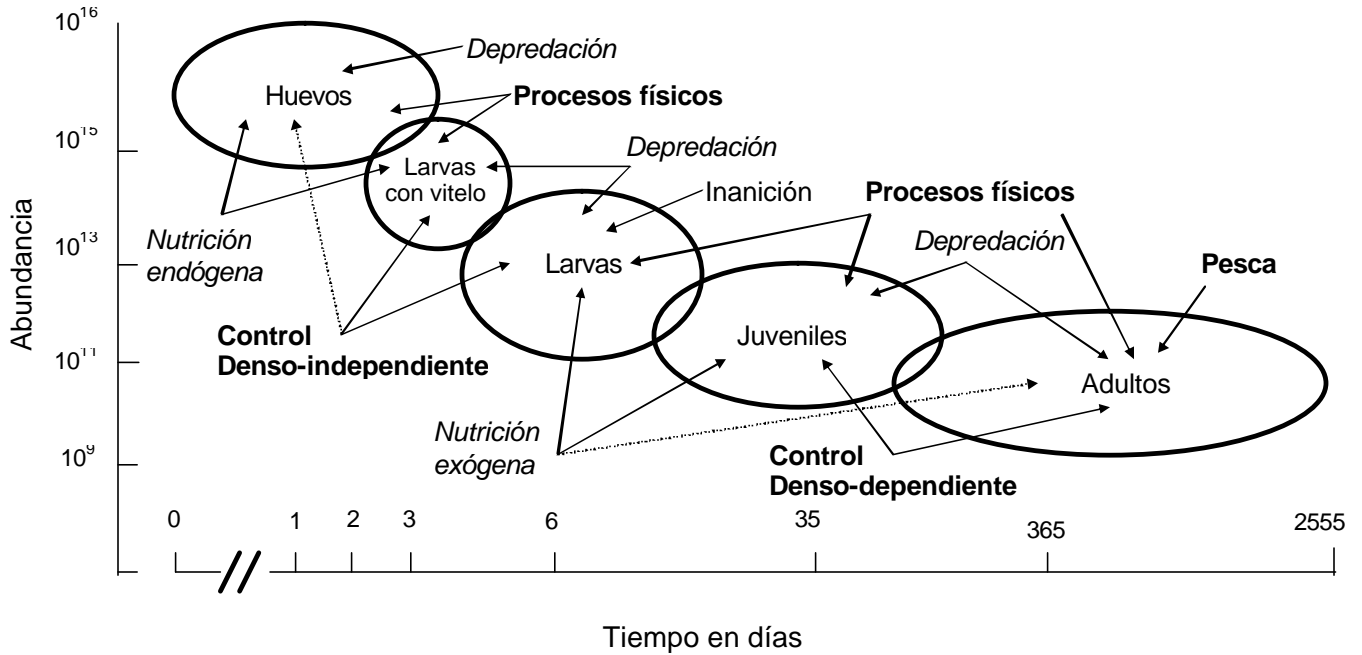 10^16
Depredación
Huevos
Procesos físicos
10^15
Larvas
con vitelo
Depredación
Inanición
Procesos físicos
Abundancia
Nutrición
endógena
10^13
Larvas
Depredación
Pesca
Control
Denso-independiente
Juveniles
10^11
Adultos
Nutrición
exógena
10^9
Control
Denso-dependiente
0 1 2 3 6 35 365 2555
Tiempo en días